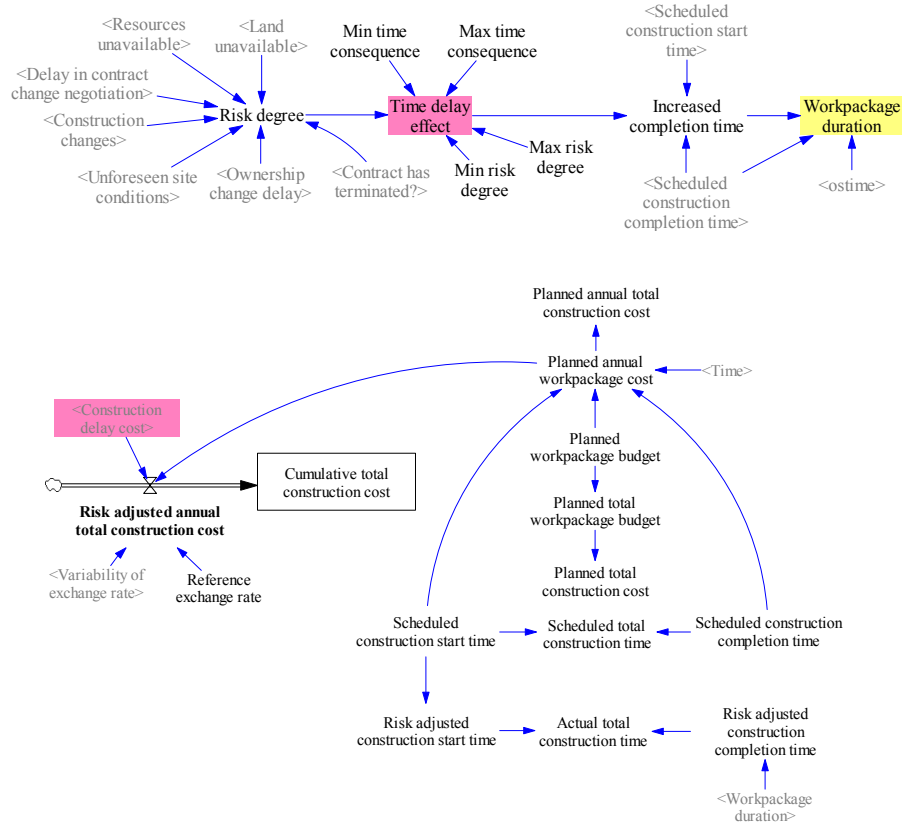 <Resources
unavailable>
<Land
unavailable>
Min time
consequence
Max time
consequence
<Scheduled
construction start
time>
<Delay in contract
change negotiation>
<Construction
changes>
Risk degree
Time delay
effect
Increased
completion time
Workpackage
duration
<Unforeseen site
conditions>
<Ownership
change delay>
<Contract has
terminated?>
Min risk
degree
Max risk
degree
<Scheduled
construction
completion time>
<ostime>
Planned annual total
construction cost
Planned annual
workpackage cost
<Time>
<Construction
delay cost>
Planned
workpackage budget
Cumulative total
construction cost
Risk adjusted annual
total construction cost
Planned total
workpackage budget
<Variability of
exchange rate>
Reference
exchange rate
Planned total
construction cost
Scheduled
construction start time
Scheduled total
construction time
Scheduled construction
completion time
Risk adjusted
construction start time
Actual total
construction time
Risk adjusted
construction
completion time
<Workpackage
duration>